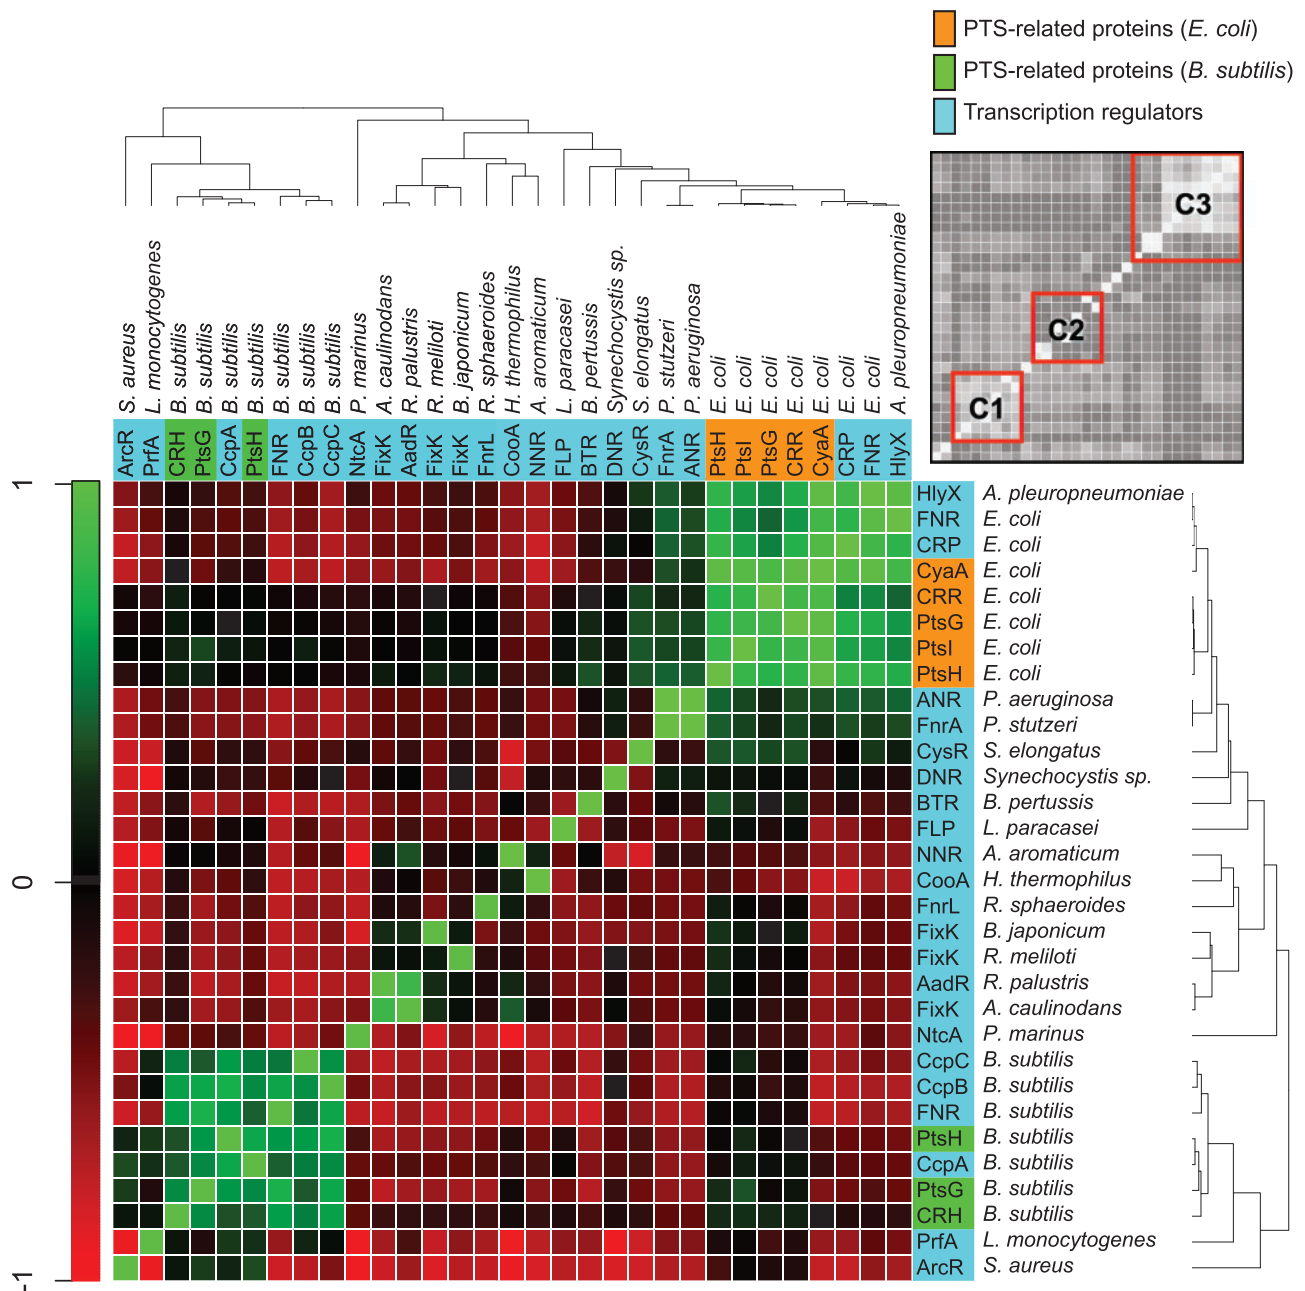 PTS-related proteins (E. coli)
PTS-related proteins (B. subtilis)
Transcription regulators
C3
C2
C1
S. aureus
L. monocytogenes
B. subtilis
B. subtilis
B. subtilis
B. subtilis
B. subtilis
B. subtilis
B. subtilis
P. marinus
A. caulinodans
R. palustris
R. meliloti
B. japonicum
R. sphaeroides
H. thermophilus
A. aromaticum
L. paracasei
B. pertussis
Synechocystis sp.
S. elongatus
P. stutzeri
P. aeruginosa
E. coli
E. coli
E. coli
E. coli
E. coli
E. coli
E. coli
A. pleuropneumoniae
ArcR
PrfA
CRH
PtsG
CcpA
PtsH
FNR
CcpB
CcpC
NtcA
FixK
AadR
FixK
FixK
FnrL
CooA
NNR
FLP
BTR
DNR
CysR
FnrA
ANR
PtsH
PtsI
PtsG
CRR
CyaA
CRP
FNR
HlyX
1
0
-1
HlyX A. pleuropneumoniae
FNR E. coli
CRP E. coli
CyaA E. coli
CRR E. coli
PtsG E. coli
PtsI E. coli
PtsH E. coli
ANR P. aeruginosa
FnrA P. stutzeri
CysR S. elongatus
DNR Synechocystis sp.
BTR B. pertussis
FLP L. paracasei
NNR A. aromaticum
CooA H. thermophilus
FnrL R. sphaeroides
FixK B. japonicum
FixK R. meliloti
AadR R. palustris
FixK A. caulinodans
NtcA P. marinus
CcpC B. subtilis
CcpB B. subtilis
FNR B. subtilis
PtsH B. subtilis
CcpA B. subtilis
PtsG B. subtilis
CRH B. subtilis
PrfA L. monocytogenes
ArcR S. aureus